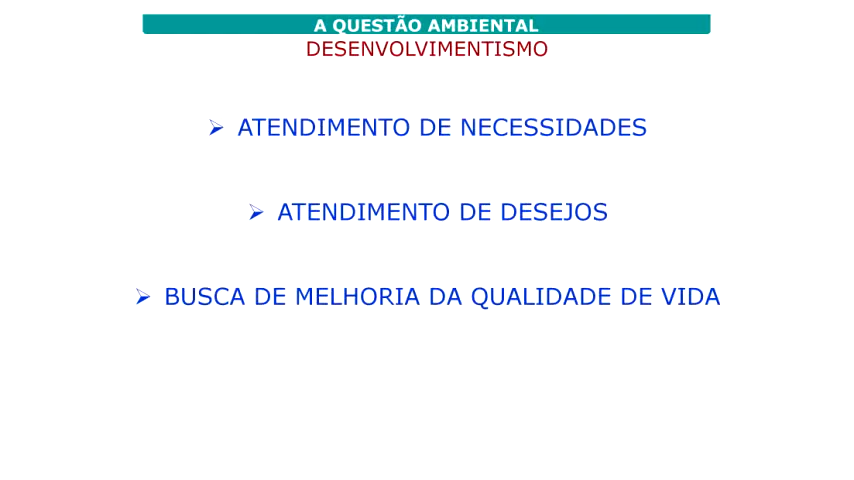 A QUESTÃO AMBIENTAL
DESENVOLVIMENTISMO
➢ ATENDIMENTO DE NECESSIDADES
➢ ATENDIMENTO DE DESEJOS
➢ BUSCA DE MELHORIA DA QUALIDADE DE VIDA